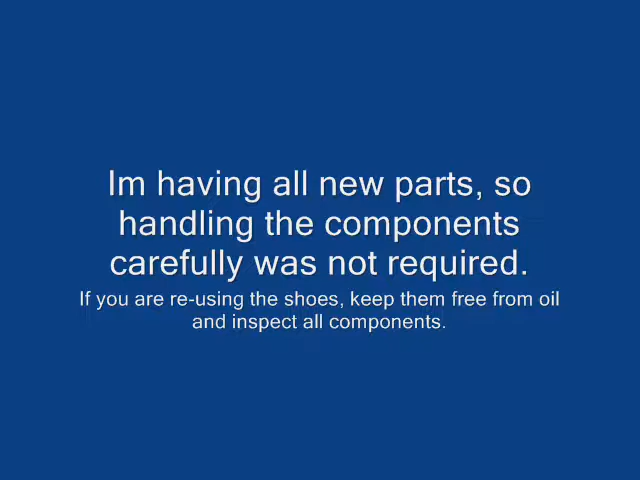 Im having all new parts, so
handling the components
carefully was not required.
If you are re-using the shoes, keep them free from oil
and inspect all components.